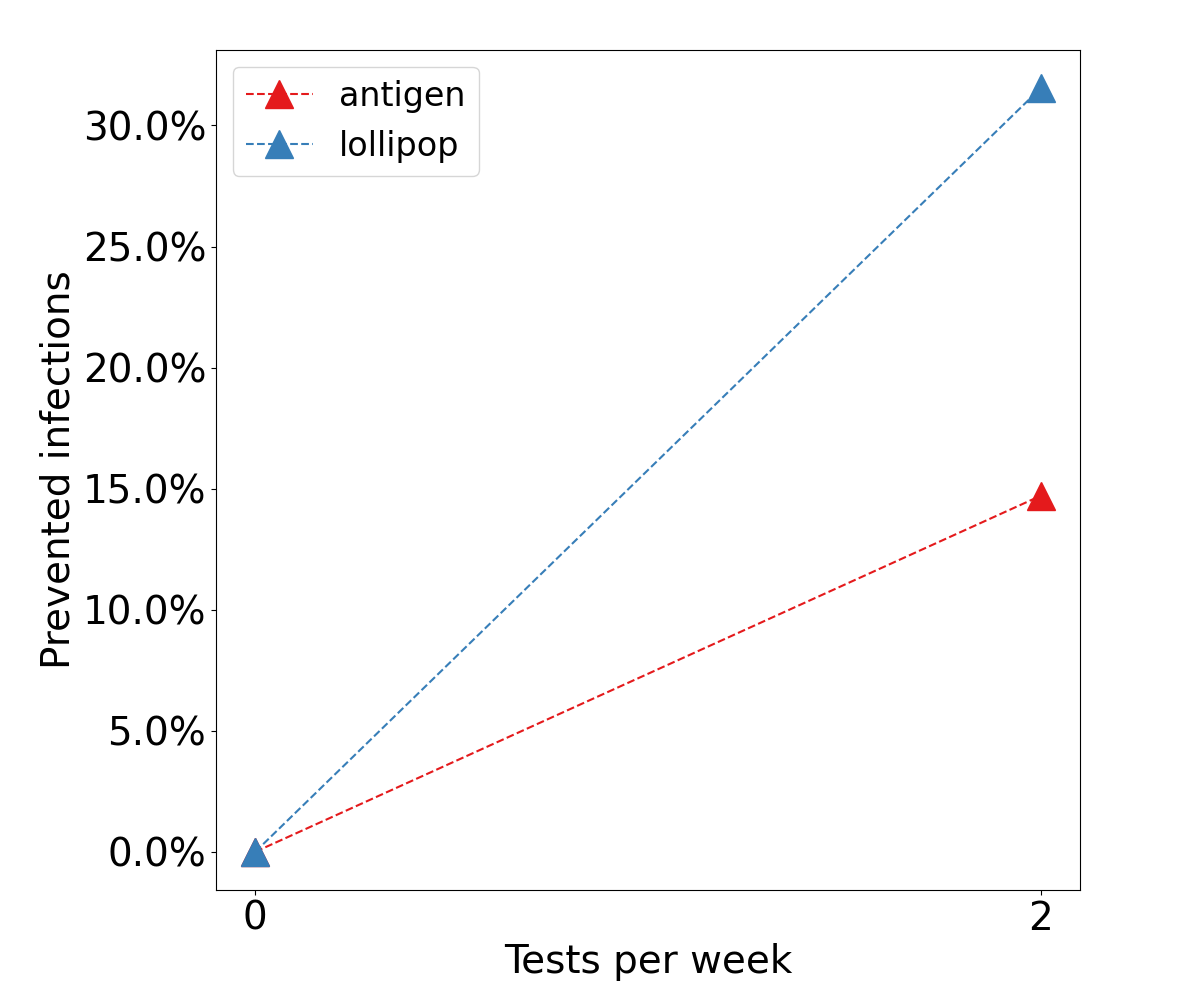 antigen
lollipop
30.0%
25.0%
20.0%
15.0%
10.0%
5.0%
0.0%
Prevented infections
0
2
Tests per week